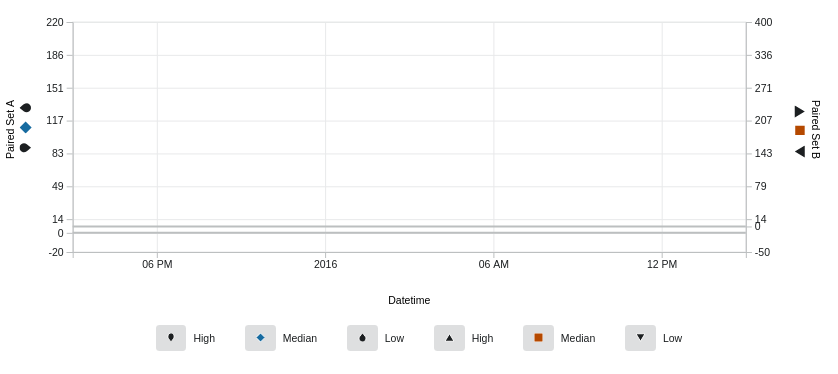 220
186
151
117
83
49
14
0
-20
Paired Set A
400
336
271
207
143
79
14
0
-50
Paired Set B
06 PM
2016
06 AM
12 PM
Datetime
High
Median
Low
High
Median
Low